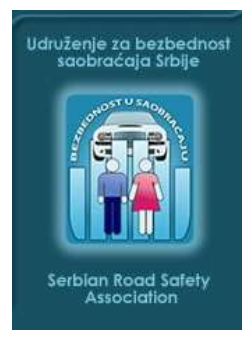 Udruženje za bezbednost
saobraćaja Srbije
BEZBEDNOST U SAOBRAĆAJU
Serbian Road Safety
Association